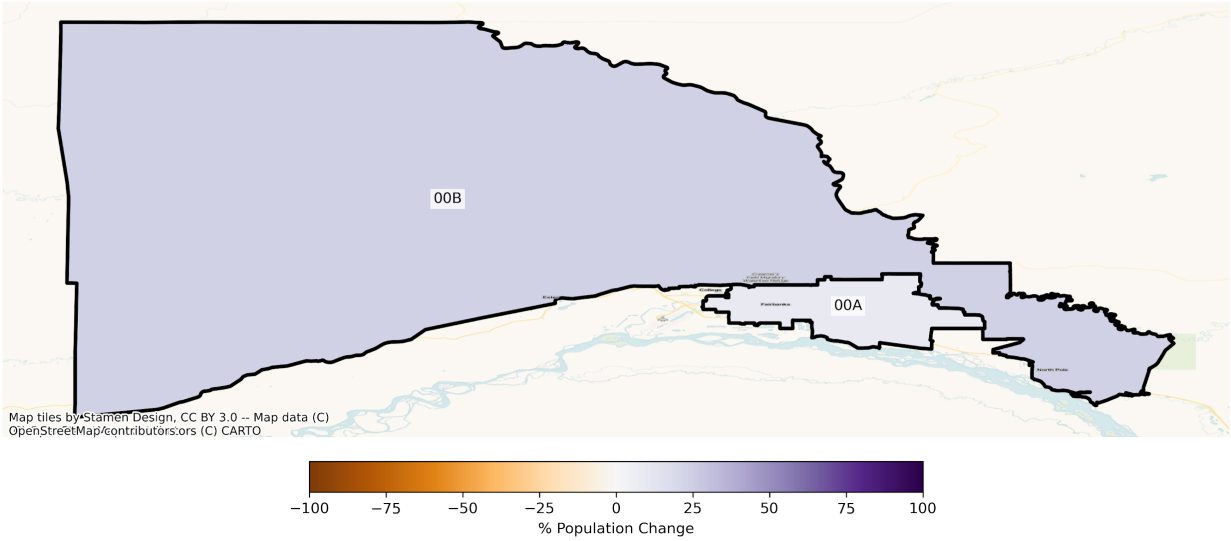 00B
College
Fairbanks
00A
North Pole
Map tiles by Stamen Design, CC BY 3.0 -- Map data (C)
OpenStreetMap contributors
(C) CARTO
−100 −75 −50 −25 0 25 50 75 100
% Population Change